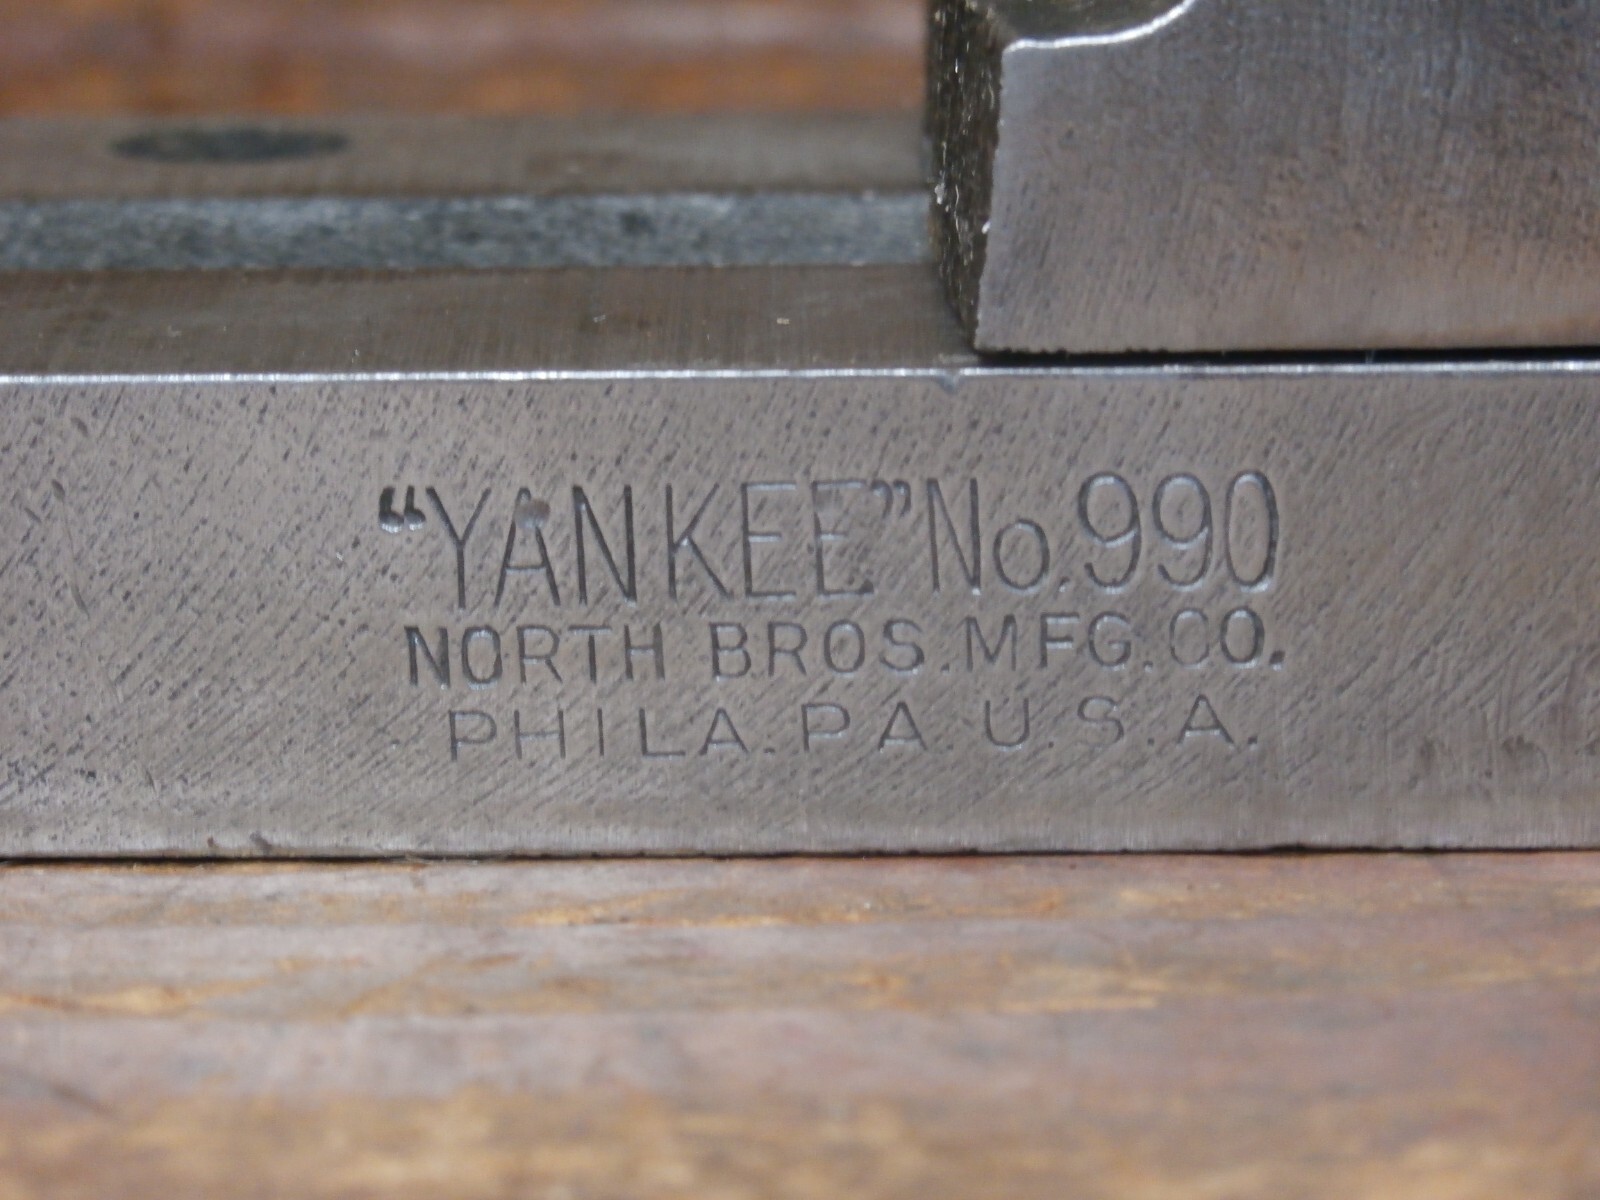 “YANKEE” No. 990
NORTH BROS. MFG. CO.
PHILA. PA. U.S.A.